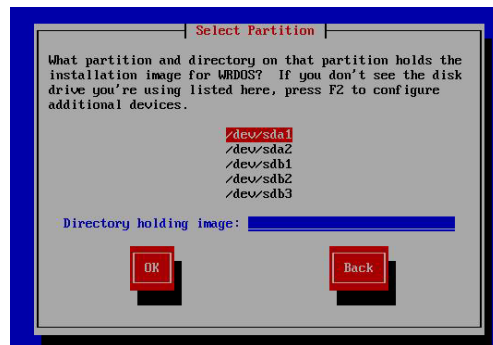 Select Partition
What partition and directory on that partition holds the
installation image for WRDOS?  If you don't see the disk
drive you're using listed here, press F2 to configure
additional devices.
/dev/sda1
/dev/sda2
/dev/sdb1
/dev/sdb2
/dev/sdb3
Directory holding image:
OK Back